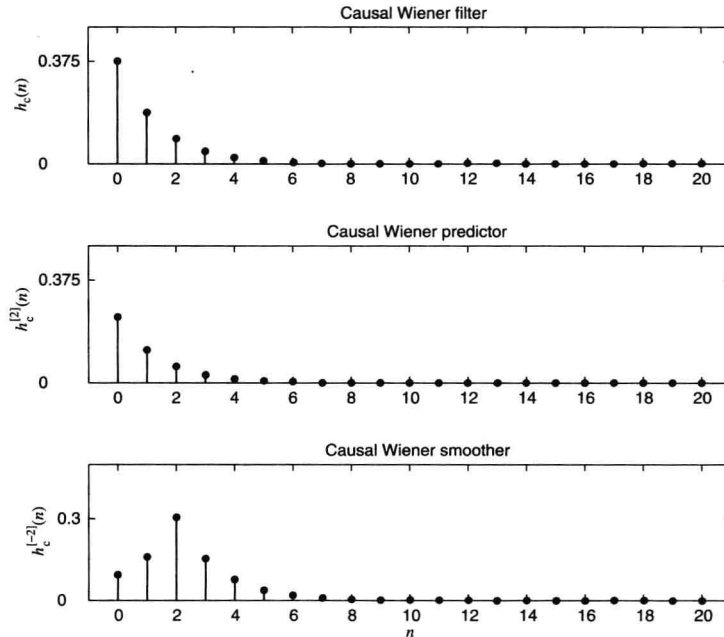 Causal Wiener filter
0.375
h_c(n)
0
0 2 4 6 8 10 12 14 16 18 20
Causal Wiener predictor
0.375
h_c^[2](n)
0
0 2 4 6 8 10 12 14 16 18 20
Causal Wiener smoother
0.3
h_c^[-2](n)
0
0 2 4 6 8 10 12 14 16 18 20
n